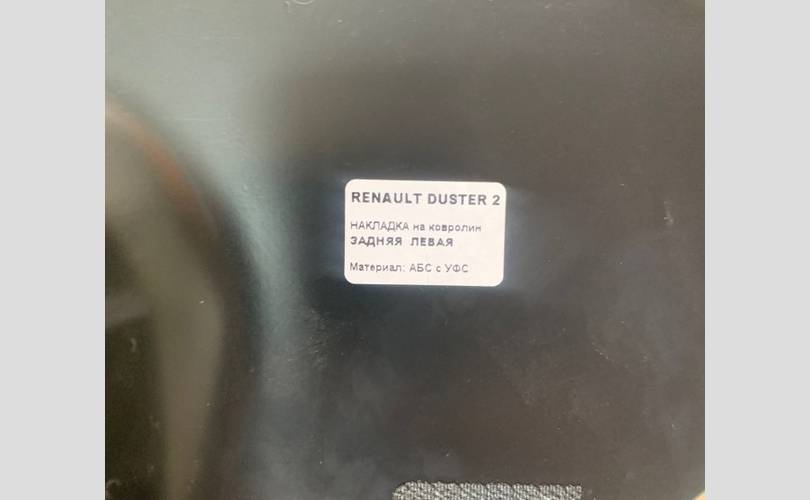 RENAULT DUSTER 2
НАКЛАДКА на ковролин
ЗАДНЯЯ ЛЕВАЯ
Материал: АБС с УФС